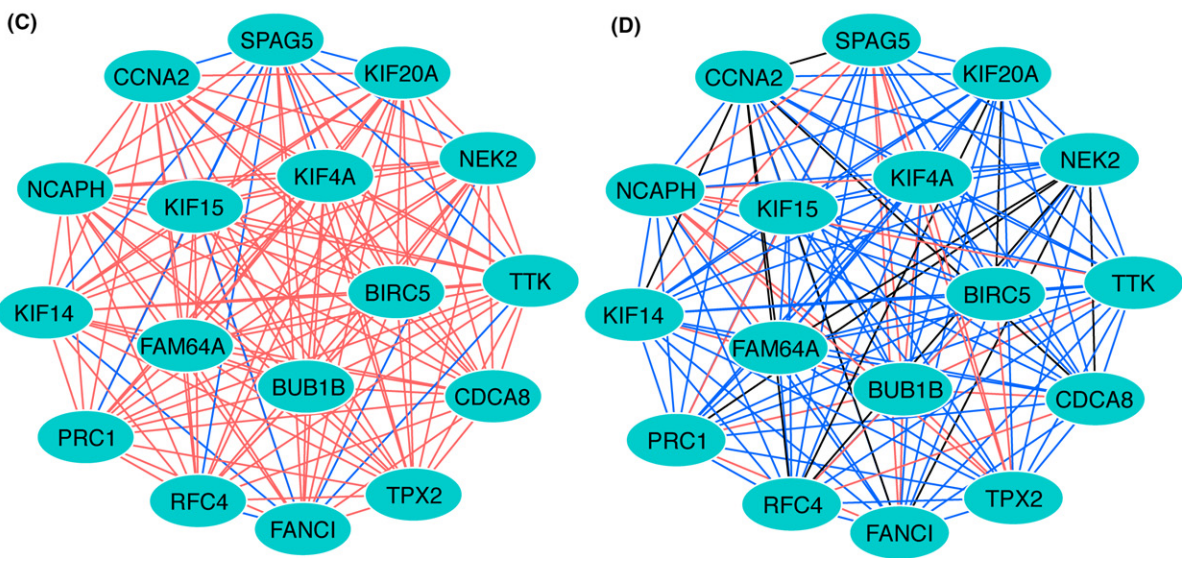 (C)
SPAG5
CCNA2
KIF20A
NEK2
KIF4A
NCAPH
KIF15
TTK
BIRC5
KIF14
FAM64A
BUB1B
CDCA8
PRC1
TPX2
RFC4
FANCI
(D)
SPAG5
CCNA2
KIF20A
NEK2
KIF4A
NCAPH
KIF15
TTK
BIRC5
KIF14
FAM64A
BUB1B
CDCA8
PRC1
TPX2
RFC4
FANCI